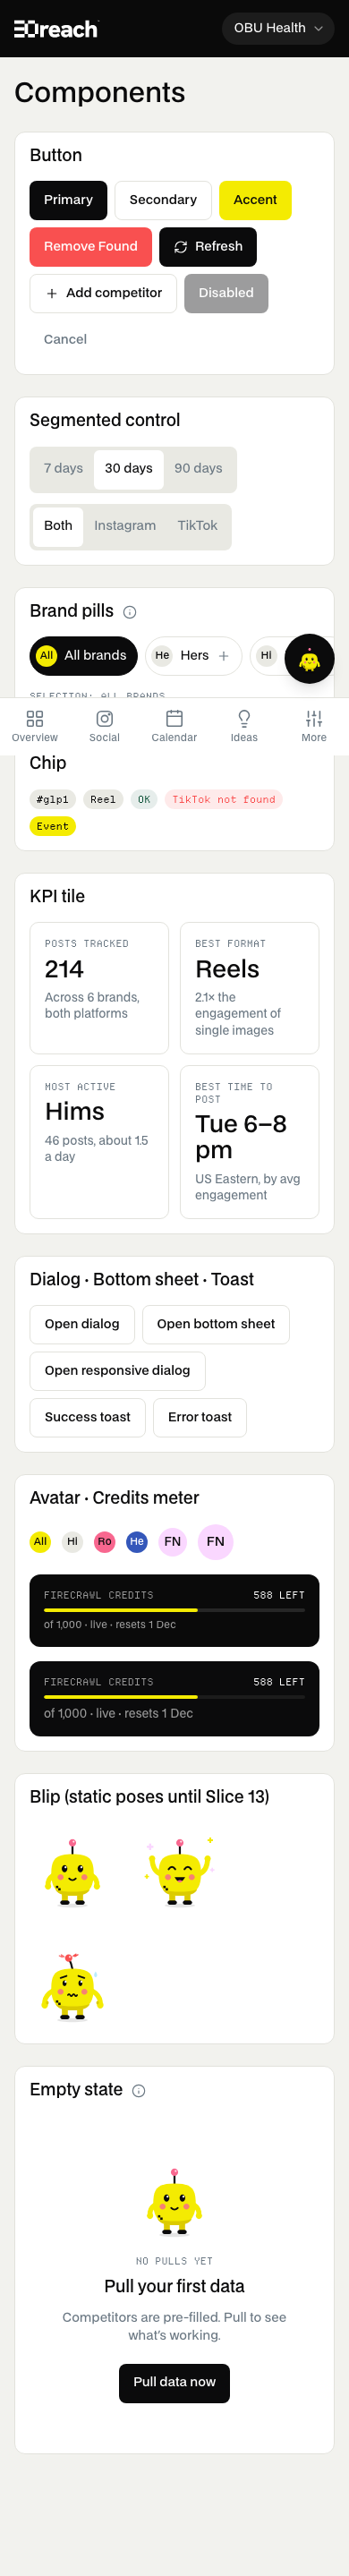 reach
OBU Health
Components
Button
Primary
Secondary
Accent
Remove Found
Refresh
Add competitor
Disabled
Cancel
Segmented control
7 days
30 days
90 days
Both
Instagram
TikTok
Brand pills
All
All brands
He
Hers
Hi
SELECTION: ALL BRANDS
Overview
Social
Calendar
Ideas
More
Chip
#glp1
Reel
OK
TikTok not found
Event
KPI tile
POSTS TRACKED
214
Across 6 brands,
both platforms
BEST FORMAT
Reels
2.1× the
engagement of
single images
MOST ACTIVE
Hims
46 posts, about 1.5
a day
BEST TIME TO
POST
Tue 6–8
pm
US Eastern, by avg
engagement
Dialog · Bottom sheet · Toast
Open dialog
Open bottom sheet
Open responsive dialog
Success toast
Error toast
Avatar · Credits meter
All
Hi
Ro
He
FN
FN
FIRECRAWL CREDITS
588 LEFT
of 1,000 · live · resets 1 Dec
FIRECRAWL CREDITS
588 LEFT
of 1,000 · live · resets 1 Dec
Blip (static poses until Slice 13)
Empty state
NO PULLS YET
Pull your first data
Competitors are pre-filled. Pull to see
what's working.
Pull data now